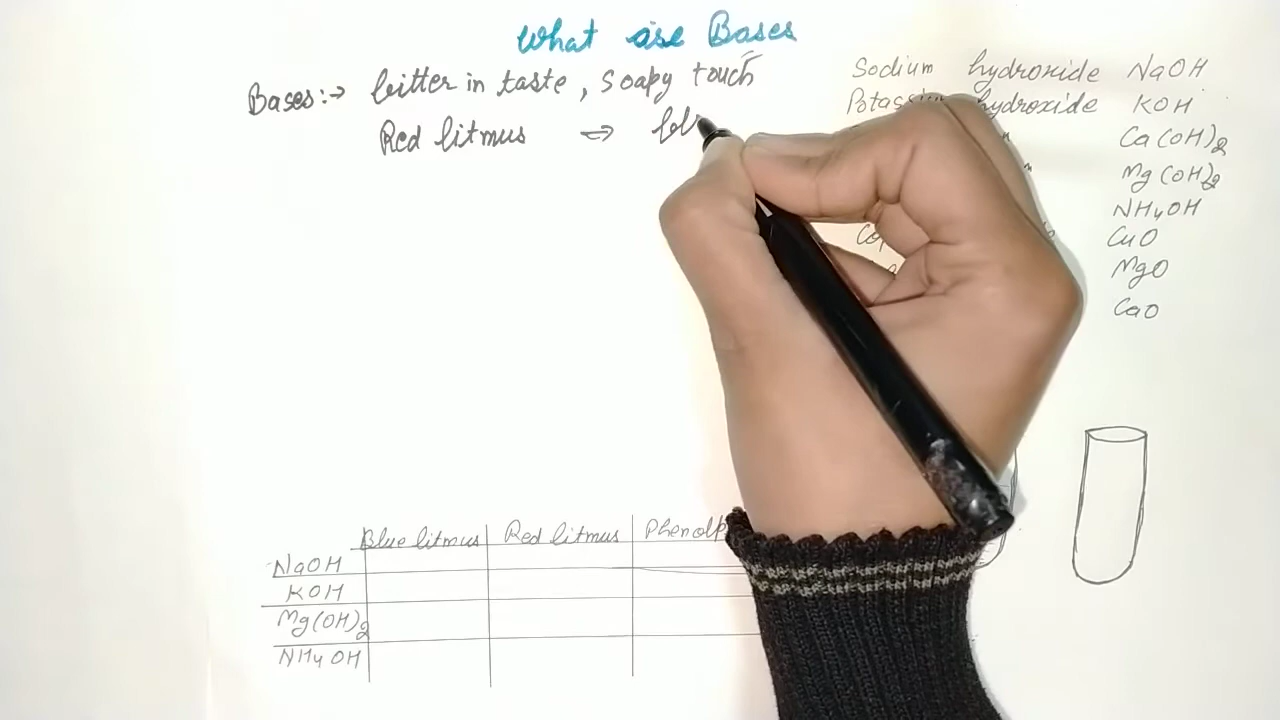 What are Bases
Bases:→ bitter in taste, Soapy touch
Red litmus ⇒
Sodium hydroxide NaOH
hydroxide KOH
Ca(OH)2
Mg(OH)2
NH4OH
CuO
MgO
CaO
Blue litmus Red litmus
NaOH
KOH
Mg(OH)2
NH4OH